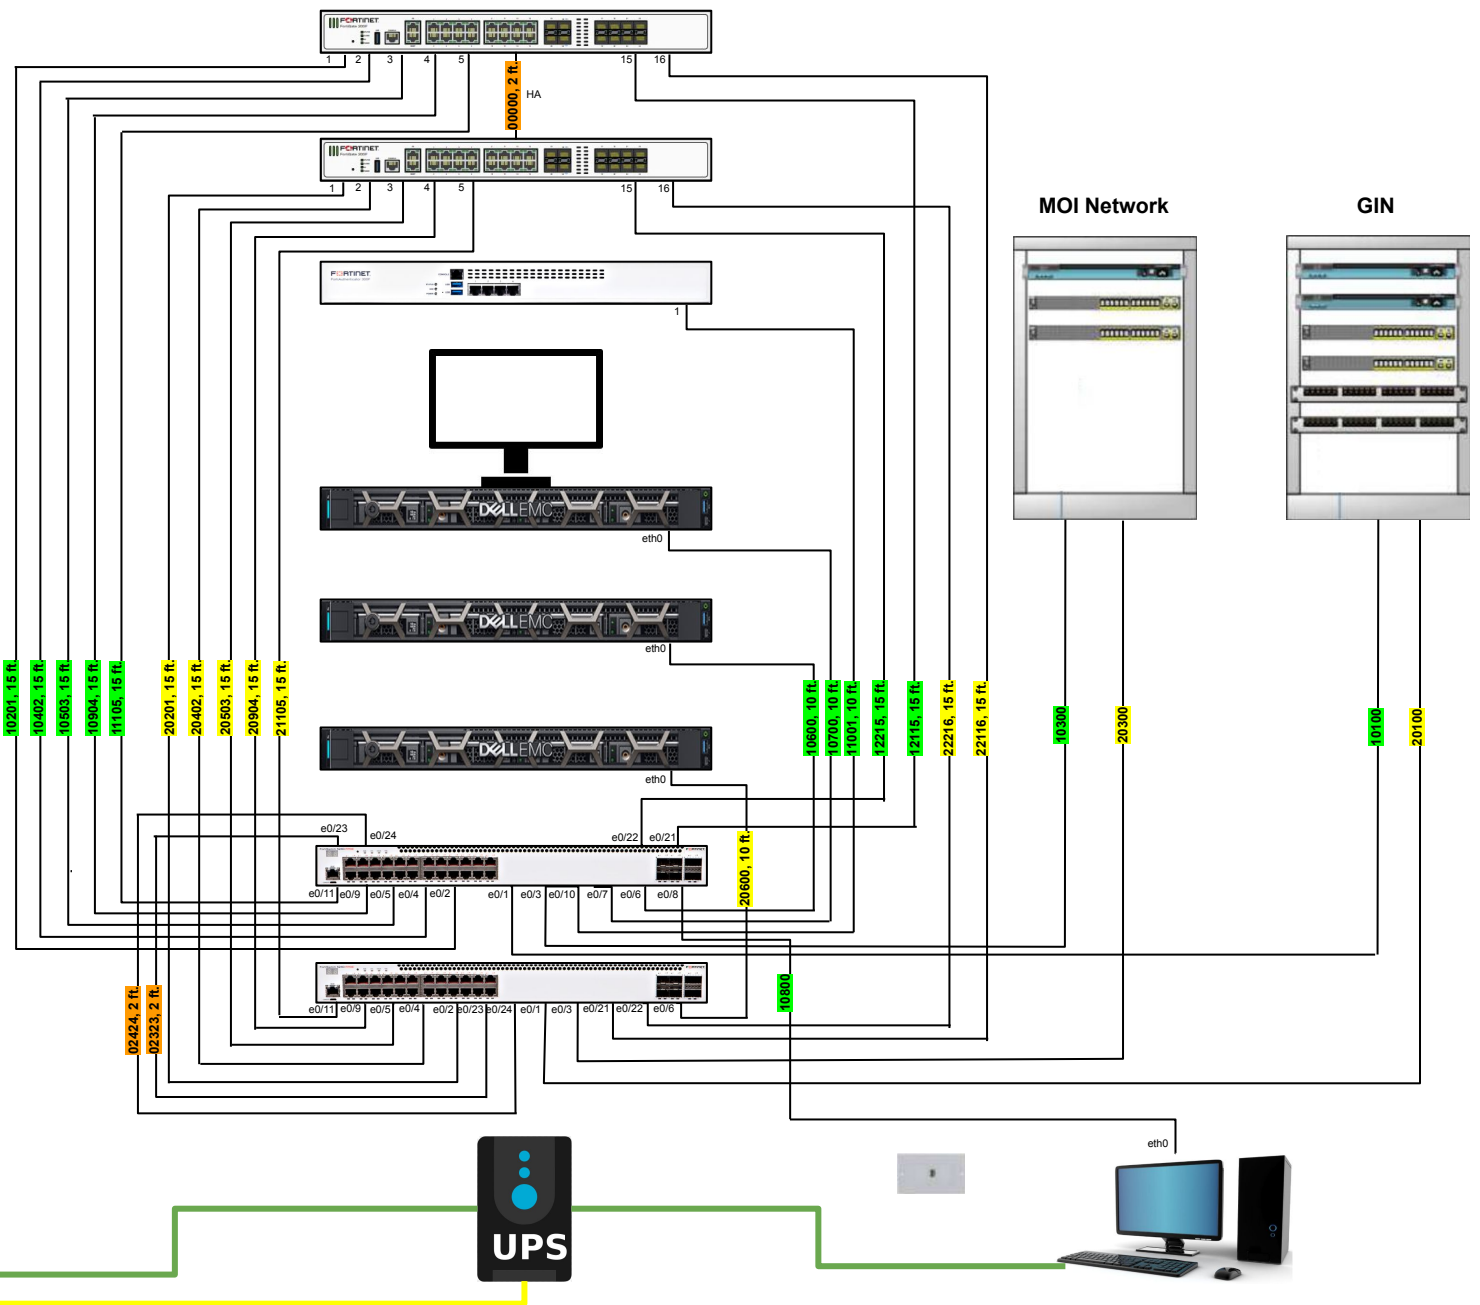 FORTINET
1
2
3
4
5
15
16
00000, 2 ft.
HA
FORTINET
1
2
3
4
5
15
16
MOI Network
GIN
FORTINET
1
DELL EMC
eth0
DELL EMC
eth0
10201, 15 ft.
10402, 15 ft.
10503, 15 ft.
10904, 15 ft.
11105, 15 ft.
20201, 15 ft.
20402, 15 ft.
20503, 15 ft.
20904, 15 ft.
21105, 15 ft.
10600, 10 ft.
10700, 10 ft.
11001, 10 ft.
12215, 15 ft.
12115, 15 ft.
22216, 15 ft.
22116, 15 ft.
10300
20300
10100
20100
DELL EMC
eth0
e0/23
e0/24
e0/22
e0/21
20600, 10 ft.
e0/11
e0/9
e0/5
e0/4
e0/2
e0/1
e0/3
e0/10
e0/7
e0/6
e0/8
02424, 2 ft.
02323, 2 ft.
10800
e0/11
e0/9
e0/5
e0/4
e0/2
e0/23
e0/24
e0/1
e0/3
e0/21
e0/22
e0/6
eth0
UPS